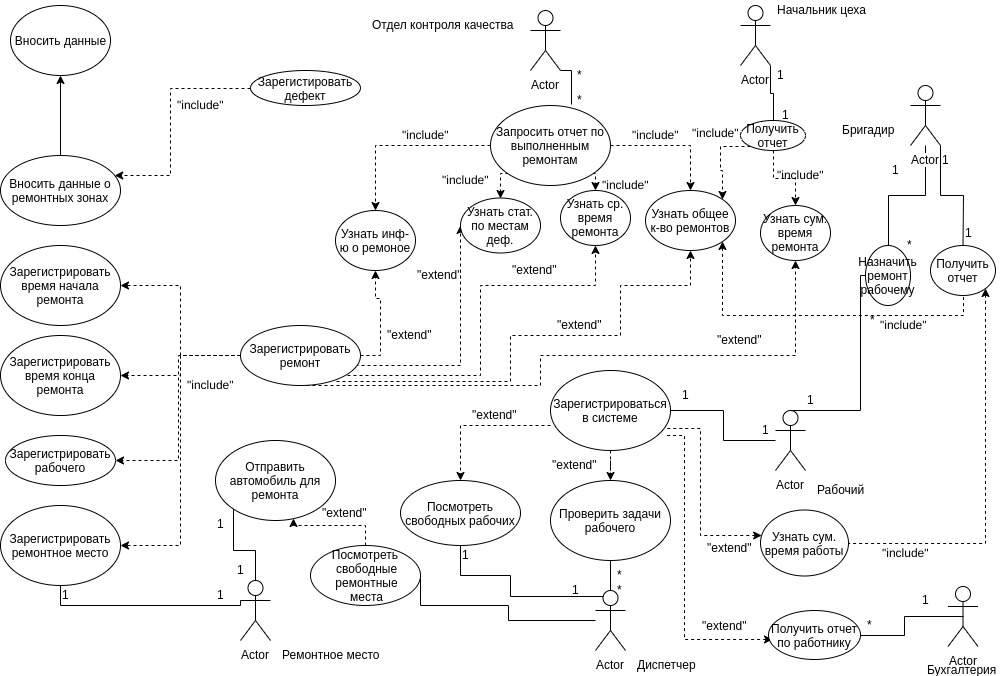 Отдел контроля качества
Начальник цеха
Вносить данные
Зарегистировать
дефект
Actor
Actor
*
*
1
1
"include"
Запросить отчет по
выполненным
ремонтам
"include"
"include"
"include"
Получить
отчет
Бригадир
Actor
1
1
Вносить данные о
ремонтных зонах
"include"
"include"
"include"
Узнать инф-
ю о ремоное
Узнать стат.
по местам
деф.
Узнать ср.
время
ремонта
Узнать общее
к-во ремонтов
Узнать сум.
время
ремонта
*
1
Назначить
ремонт
рабочему
Получить
отчет
Зарегистрировать
время начала
ремонта
"extend"
"extend"
"extend"
"extend"
"extend"
*
"include"
Зарегистрировать
ремонт
Зарегистрировать
время конца
ремонта
"include"
Зарегистрироваться
в системе
1
1
1
"extend"
Actor
Рабочий
Зарегистрировать
рабочего
Отправить
автомобиль для
ремонта
"extend"
Посмотреть
свободных рабочих
Проверить задачи
рабочего
Зарегистрировать
ремонтное место
1
"extend"
Узнать сум.
время работы
"extend"
"include"
Посмотреть
свободные
ремонтные
места
1
1
1
1
1
*
*
Actor
Ремонтное место
Actor
Диспетчер
"extend"
Получить отчет
по работнику
*
1
Actor
Бухгалтерия